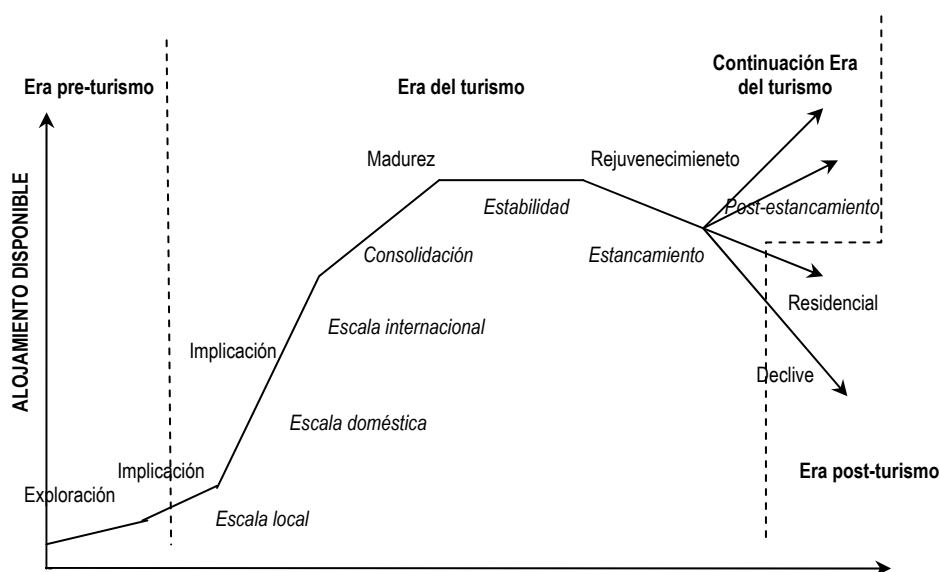 Continuación Era
del turismo
Era pre-turismo
Era del turismo
Madurez
Rejuvenecimieneto
Estabilidad
Post-estancamiento
Consolidación
Estancamiento
ALOJAMIENTO DISPONIBLE
Residencial
Escala internacional
Implicación
Declive
Escala doméstica
Implicación
Era post-turismo
Exploración
Escala local